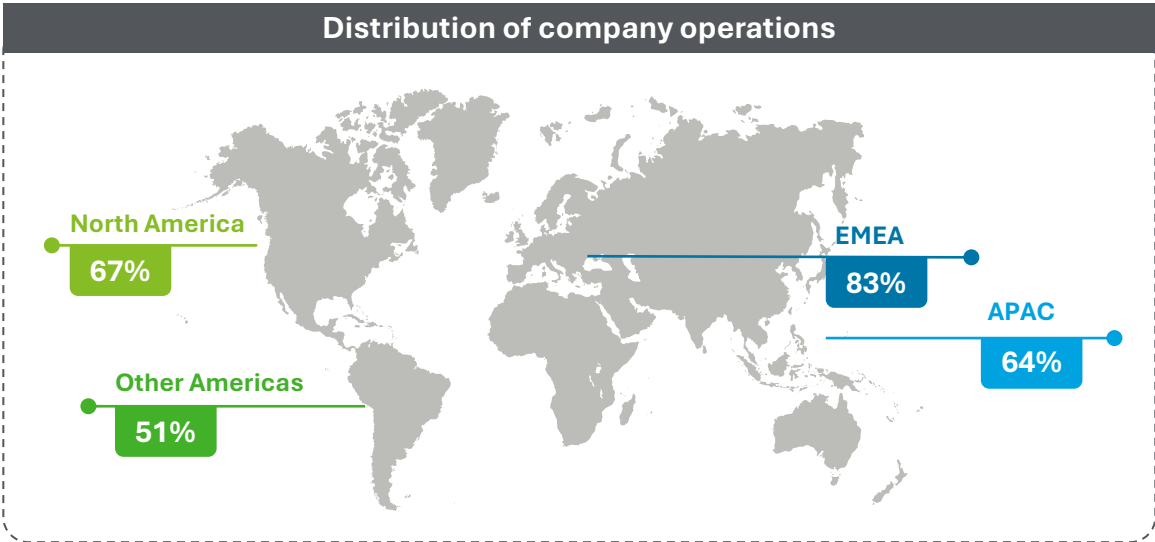 Distribution of company operations
North America
67%
EMEA
83%
APAC
64%
Other Americas
51%